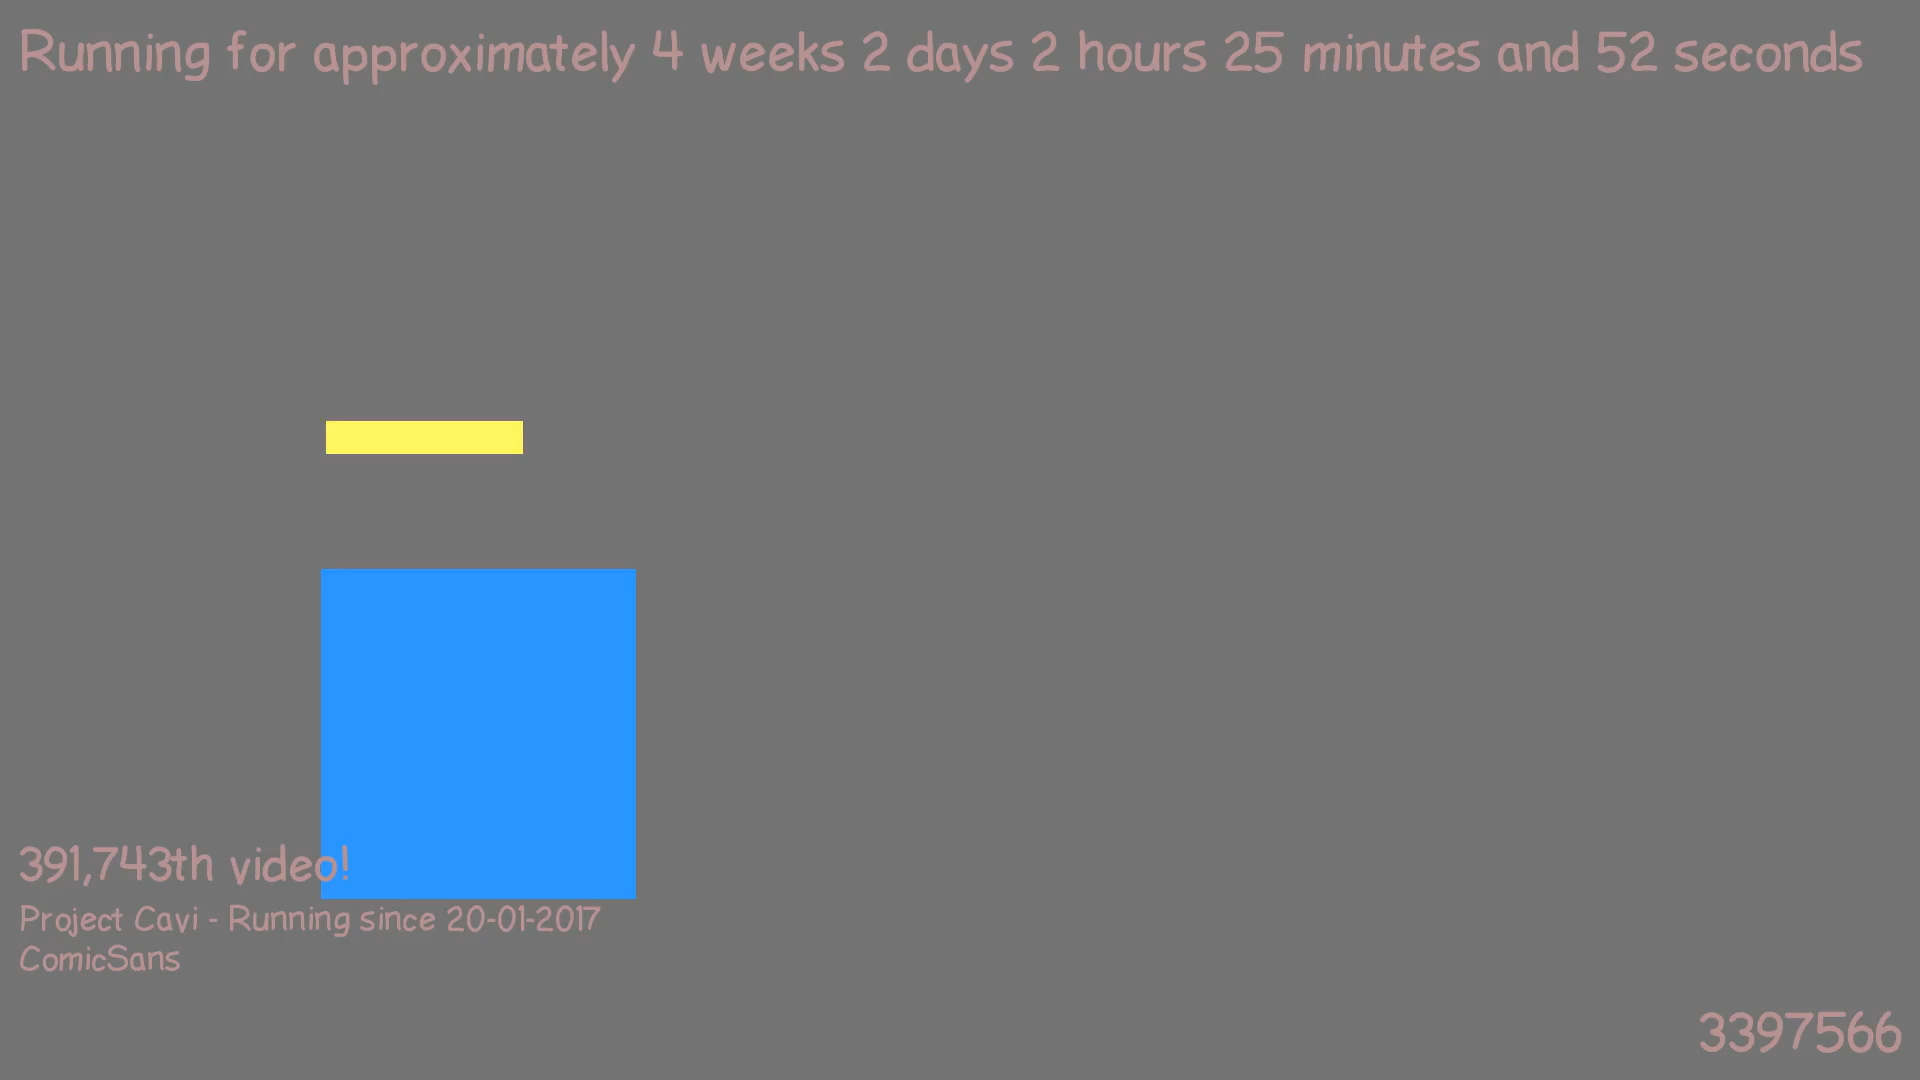 Running for approximately 4 weeks 2 days 2 hours 25 minutes and 52 seconds
391,743th video!
Project Cavi - Running since 20-01-2017
ComicSans
3397566